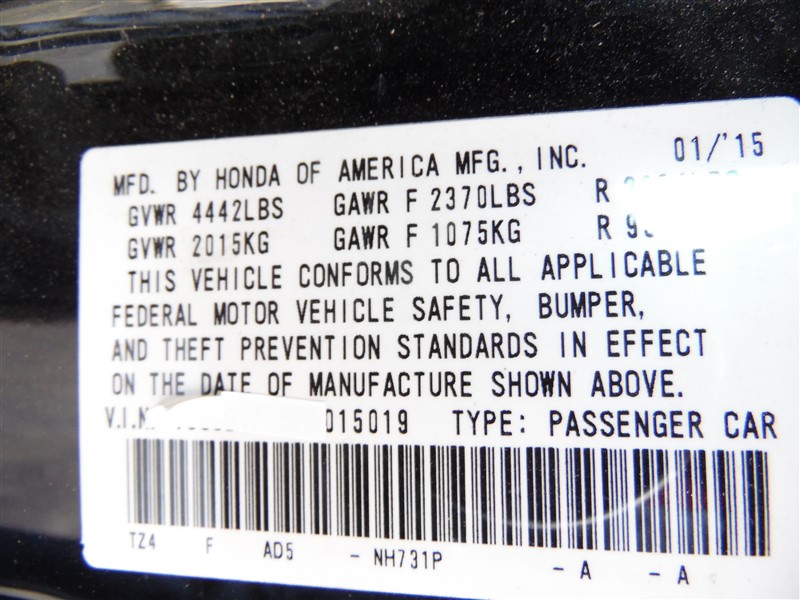 MFD. BY HONDA OF AMERICA MFG., INC. 01/'15
GVWR 4442LBS GAWR F 2370LBS R
GVWR 2015KG GAWR F 1075KG R
THIS VEHICLE CONFORMS TO ALL APPLICABLE
FEDERAL MOTOR VEHICLE SAFETY, BUMPER,
AND THEFT PREVENTION STANDARDS IN EFFECT
ON THE DATE OF MANUFACTURE SHOWN ABOVE.
V.I.N. 015019 TYPE: PASSENGER CAR
TZ4 F AD5 - NH731P - A - A